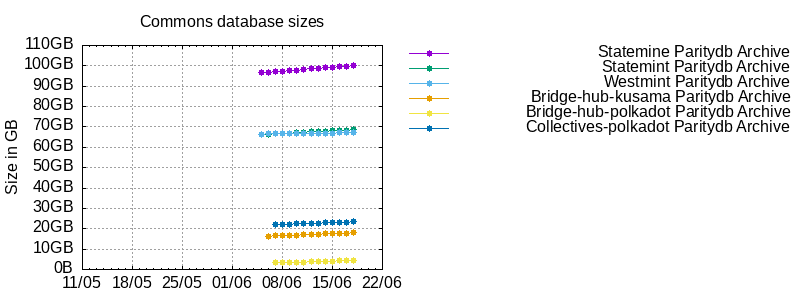 Commons database sizes
110GB
100GB
90GB
80GB
70GB
60GB
50GB
40GB
30GB
20GB
10GB
0B
Size in GB
11/05 18/05 25/05 01/06 08/06 15/06 22/06
Statemine Paritydb Archive
Statemint Paritydb Archive
Westmint Paritydb Archive
Bridge-hub-kusama Paritydb Archive
Bridge-hub-polkadot Paritydb Archive
Collectives-polkadot Paritydb Archive